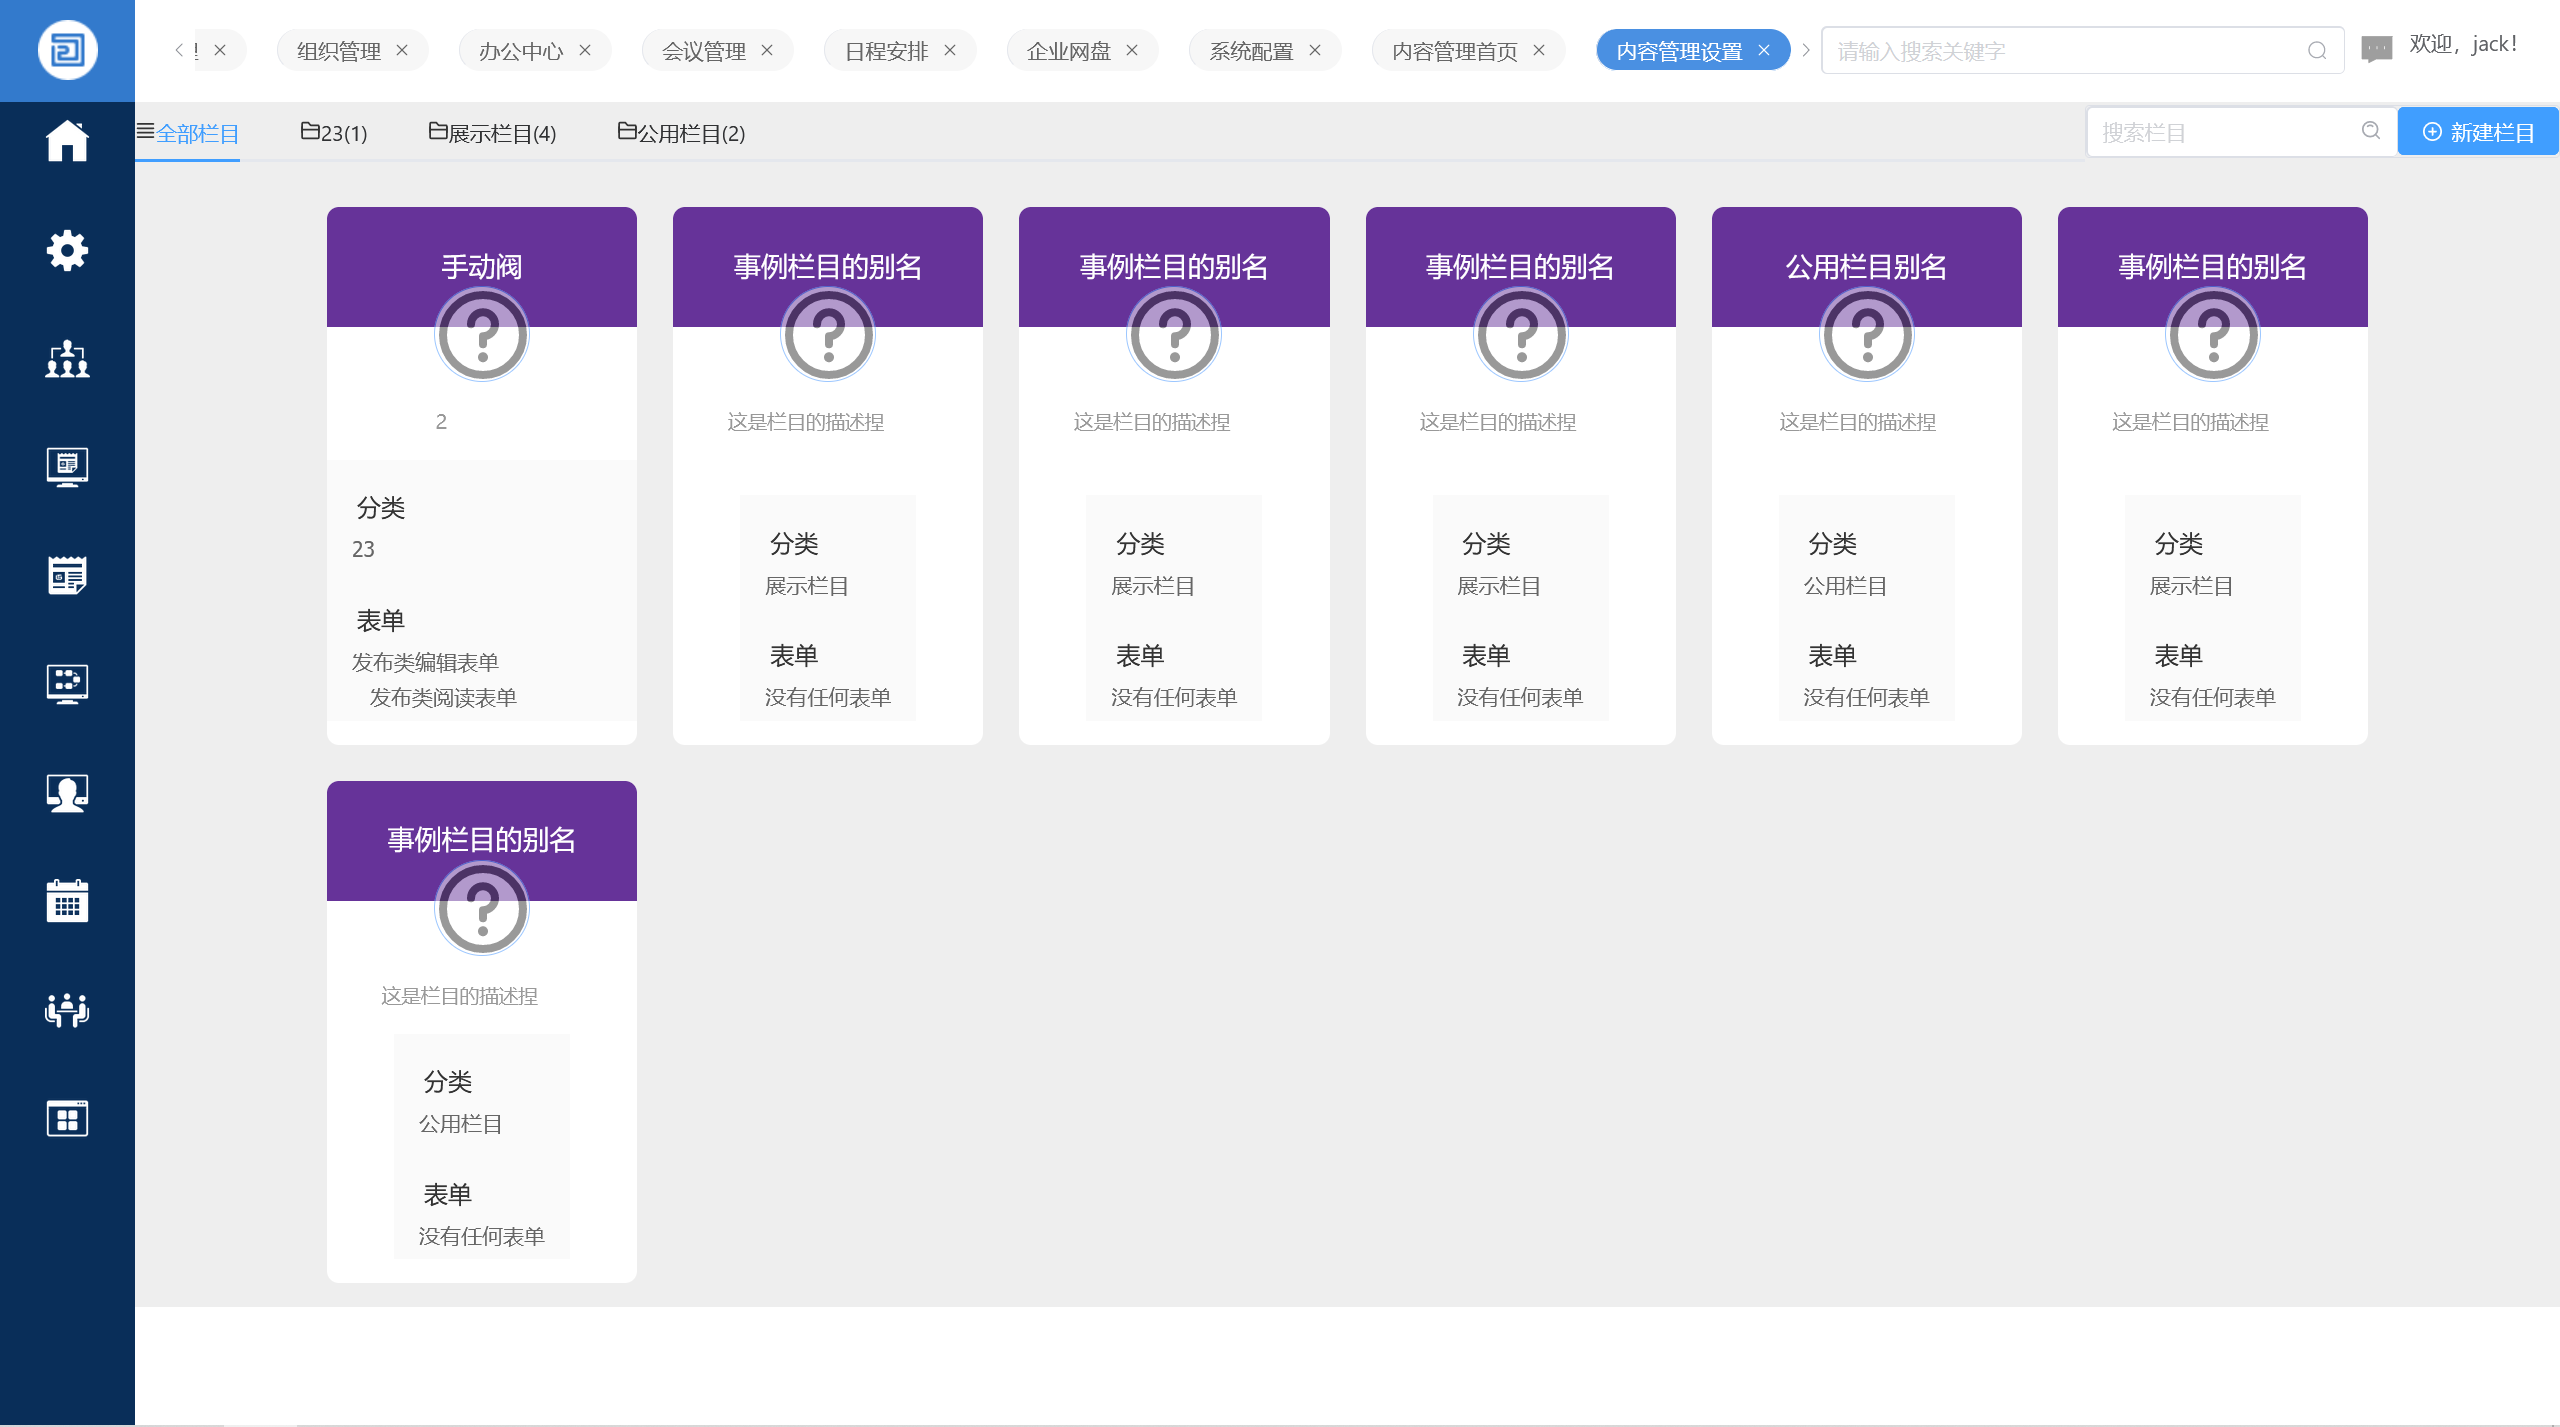 组织管理
办公中心
会议管理
日程安排
企业网盘
系统配置
内容管理首页
内容管理设置
请输入搜索关键字
欢迎，jack!
全部栏目
23(1)
展示栏目(4)
公用栏目(2)
搜索栏目
新建栏目
手动阀
2
分类
23
表单
发布类编辑表单
发布类阅读表单
事例栏目的别名
这是栏目的描述捏
分类
展示栏目
表单
没有任何表单
事例栏目的别名
这是栏目的描述捏
分类
展示栏目
表单
没有任何表单
事例栏目的别名
这是栏目的描述捏
分类
展示栏目
表单
没有任何表单
公用栏目别名
这是栏目的描述捏
分类
公用栏目
表单
没有任何表单
事例栏目的别名
这是栏目的描述捏
分类
展示栏目
表单
没有任何表单
事例栏目的别名
这是栏目的描述捏
分类
公用栏目
表单
没有任何表单